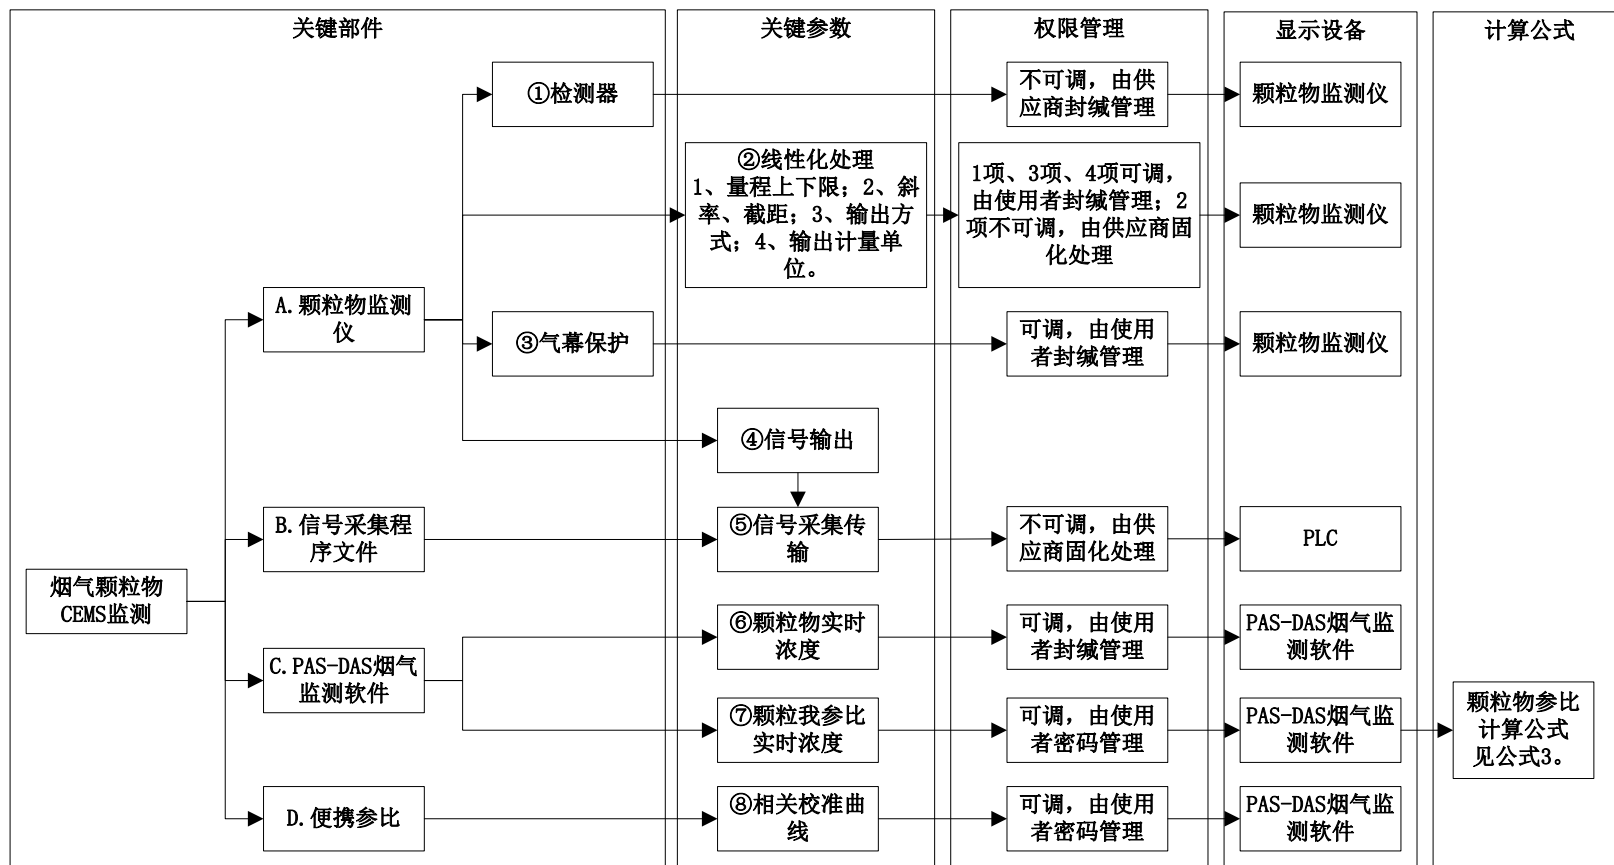 关键部件
关键参数
权限管理
显示设备
计算公式
①检测器
不可调，由供
应商封缄管理
颗粒物监测仪
②线性化处理
1、量程上下限；2、斜
率、截距；3、输出方
式；4、输出计量单
位。
1项、3项、4项可调，
由使用者封缄管理；2
项不可调，由供应商固
化处理
颗粒物监测仪
A.颗粒物监测
仪
③气幕保护
可调，由使用
者封缄管理
颗粒物监测仪
④信号输出
B.信号采集程
序文件
⑤信号采集传
输
不可调，由供
应商固化处理
PLC
烟气颗粒物
CEMS监测
⑥颗粒物实时
浓度
可调，由使用
者封缄管理
PAS-DAS烟气监
测软件
C.PAS-DAS烟气
监测软件
⑦颗粒我参比
实时浓度
可调，由使用
者密码管理
PAS-DAS烟气监
测软件
颗粒物参比
计算公式
见公式3。
D.便携参比
⑧相关校准曲
线
可调，由使用
者密码管理
PAS-DAS烟气监
测软件